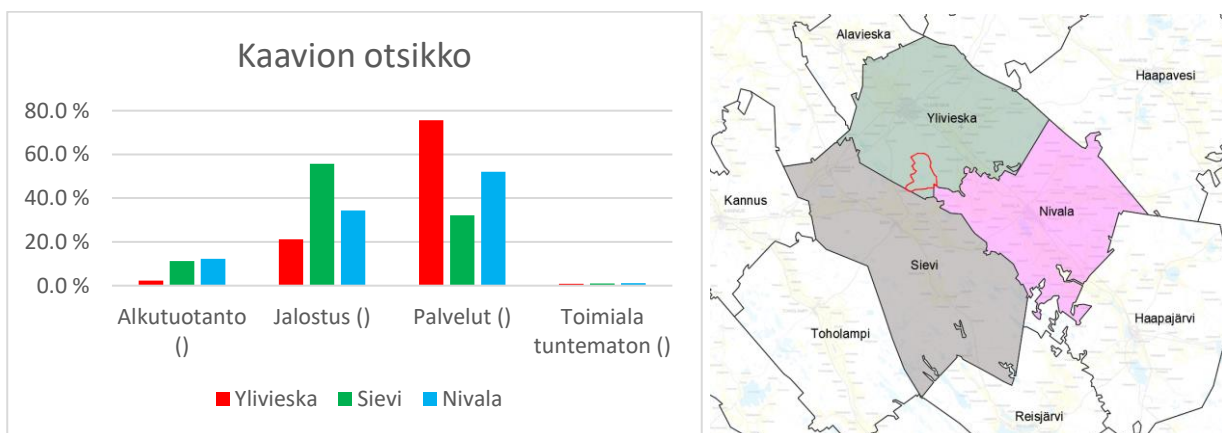 Kaavion otsikko
80.0 %
60.0 %
40.0 %
20.0 %
0.0 %
Alkutuotanto
()
Jalostus ()
Palvelut ()
Toimiala
tuntematon ()
Ylivieska Sievi Nivala
Alavieska
Haapavesi
Ylivieska
Kannus
Nivala
Sievi
Toholampi
Haapajärvi
Reisjärvi